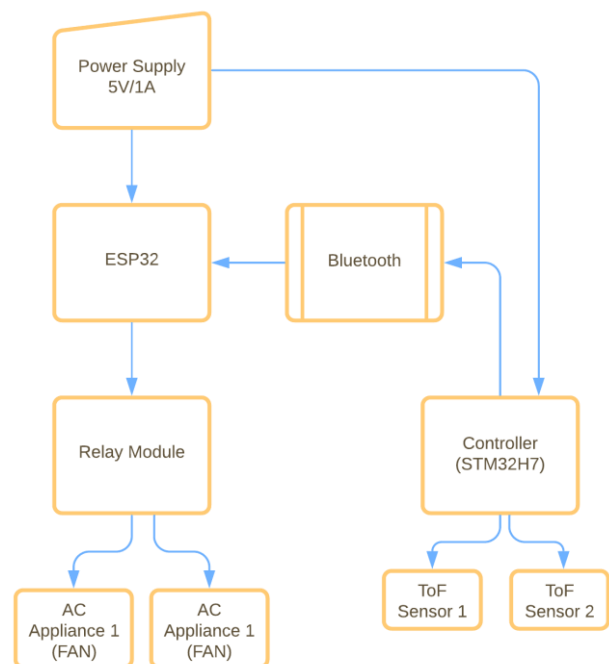 Power Supply
5V/1A
ESP32
Bluetooth
Relay Module
Controller
(STM32H7)
AC
Appliance 1
(FAN)
AC
Appliance 1
(FAN)
ToF
Sensor 1
ToF
Sensor 2